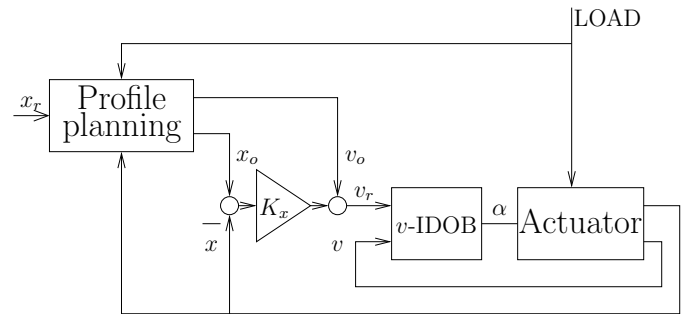 LOAD
x_r
Profile
planning
x_o
v_o
K_x
v_r
v-IDOB
α
Actuator
—
x
v